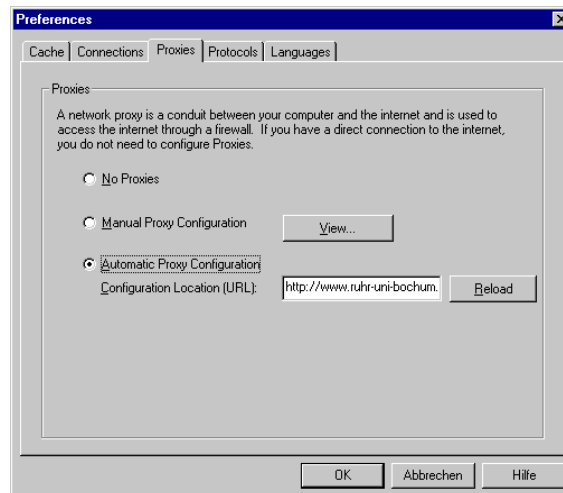 Preferences
Cache Connections Proxies Protocols Languages
Proxies
A network proxy is a conduit between your computer and the internet and is used to
access the internet through a firewall. If you have a direct connection to the internet,
you do not need to configure Proxies.
No Proxies
Manual Proxy Configuration View...
Automatic Proxy Configuration
Configuration Location (URL): http://www.ruhr-uni-bochum. Reload
OK Abbrechen Hilfe